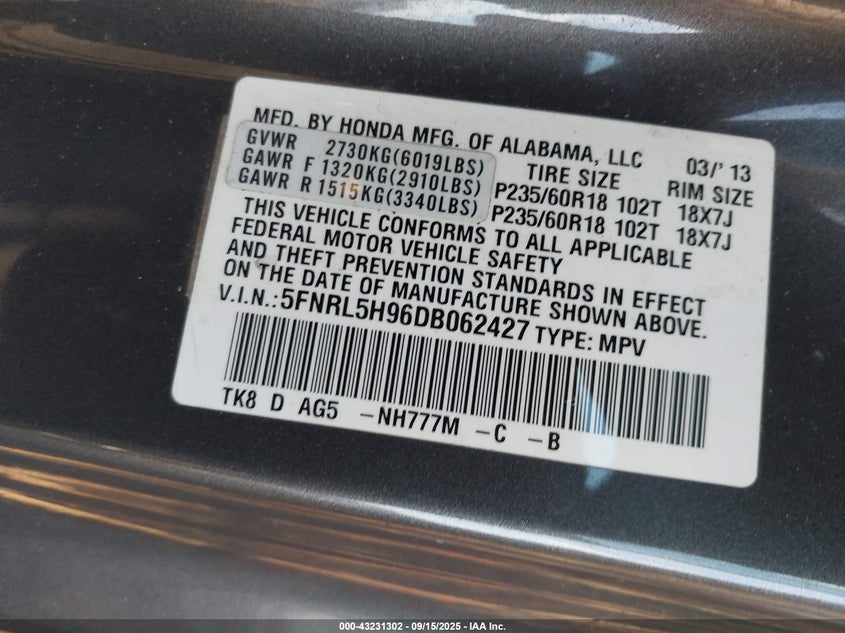 MFD. BY HONDA MFG. OF ALABAMA, LLC 03/' 13
GVWR 2730KG(6019LBS) TIRE SIZE RIM SIZE
GAWR F 1320KG(2910LBS) P235/60R18 102T 18X7J
GAWR R 1515KG(3340LBS) P235/60R18 102T 18X7J
THIS VEHICLE CONFORMS TO ALL APPLICABLE
FEDERAL MOTOR VEHICLE SAFETY
AND THEFT PREVENTION STANDARDS IN EFFECT
ON THE DATE OF MANUFACTURE SHOWN ABOVE.
V.I.N.:5FNRL5H96DB062427 TYPE: MPV
TK8 D AG5 -NH777M -C -B
000-43231302 - 09/15/2025 - IAA Inc.